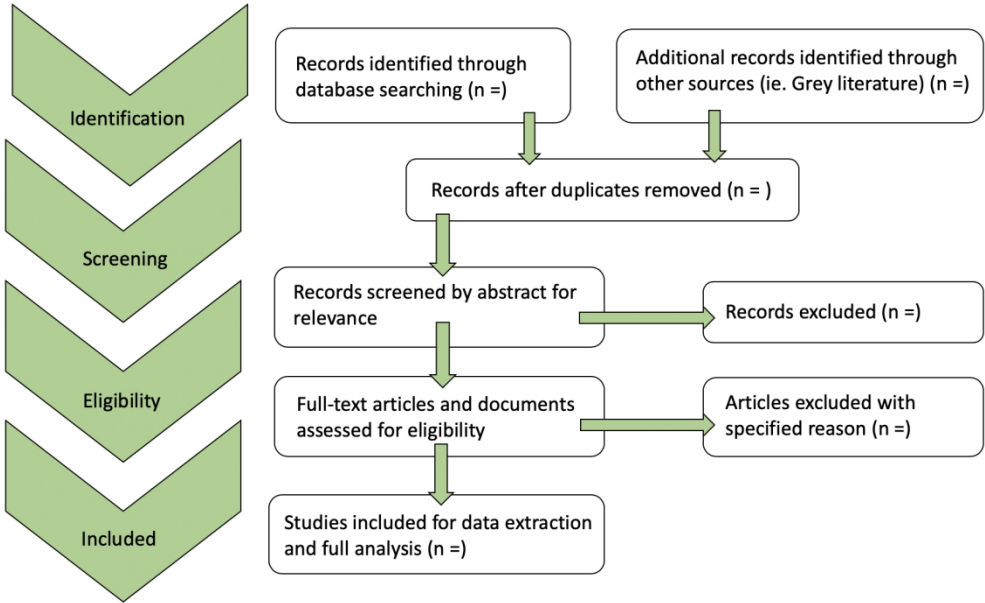 Identification
Records identified through
database searching (n =)
Additional records identified through
other sources (ie. Grey literature) (n =)
Records after duplicates removed (n = )
Screening
Records screened by abstract for
relevance
Records excluded (n =)
Eligibility
Full-text articles and documents
assessed for eligibility
Articles excluded with
specified reason (n =)
Included
Studies included for data extraction
and full analysis (n =)